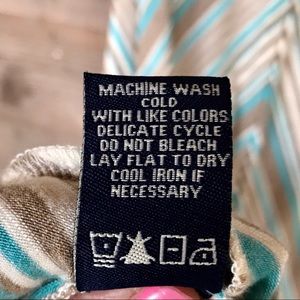 MACHINE WASH
COLD
WITH LIKE COLORS
DELICATE CYCLE
DO NOT BLEACH
LAY FLAT TO DRY
COOL IRON IF
NECESSARY